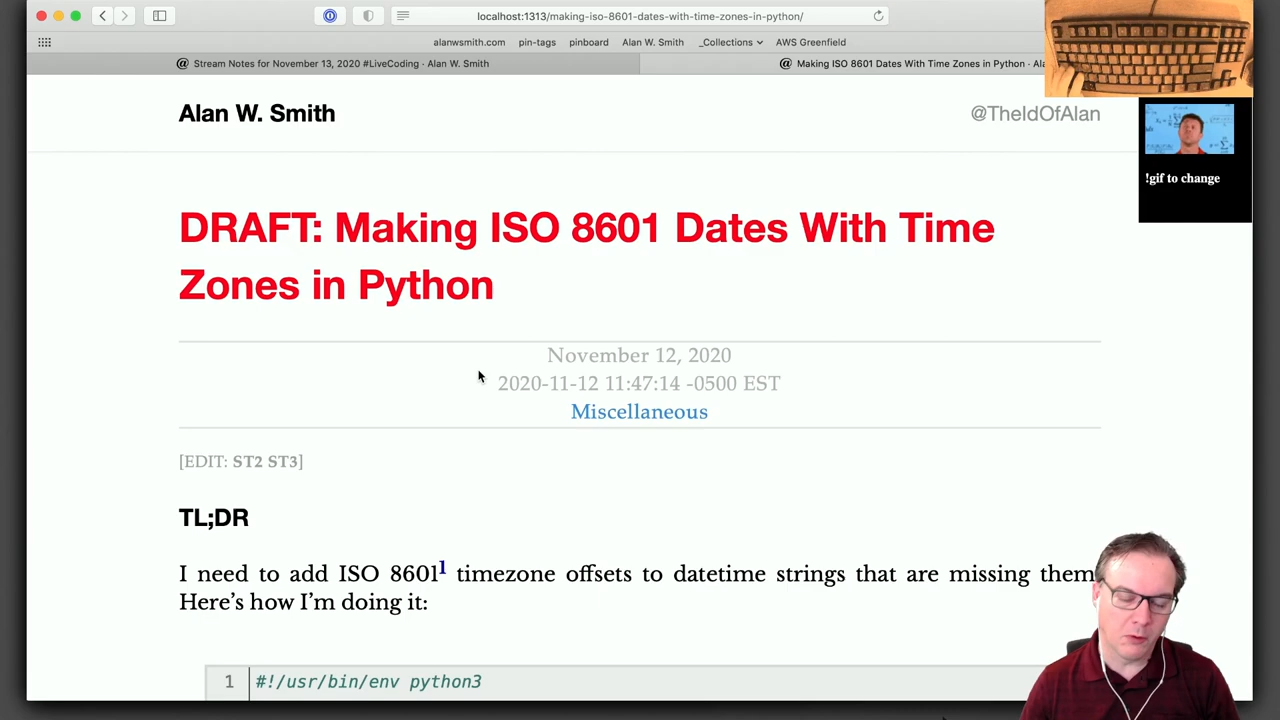 localhost:1313/making-iso-8601-dates-with-time-zones-in-python/
alanwsmith.com pin-tags pinboard Alan W. Smith _Collections AWS Greenfield
@ Stream Notes for November 13, 2020 #LiveCoding · Alan W. Smith
@ Making ISO 8601 Dates With Time Zones in Python · Ala
Alan W. Smith
@TheIdOfAlan
!gif to change
DRAFT: Making ISO 8601 Dates With Time
Zones in Python
November 12, 2020
2020-11-12 11:47:14 -0500 EST
Miscellaneous
[EDIT: ST2 ST3]
TL;DR
I need to add ISO 86011 timezone offsets to datetime strings that are missing them
Here's how I'm doing it:
1 #!/usr/bin/env python3